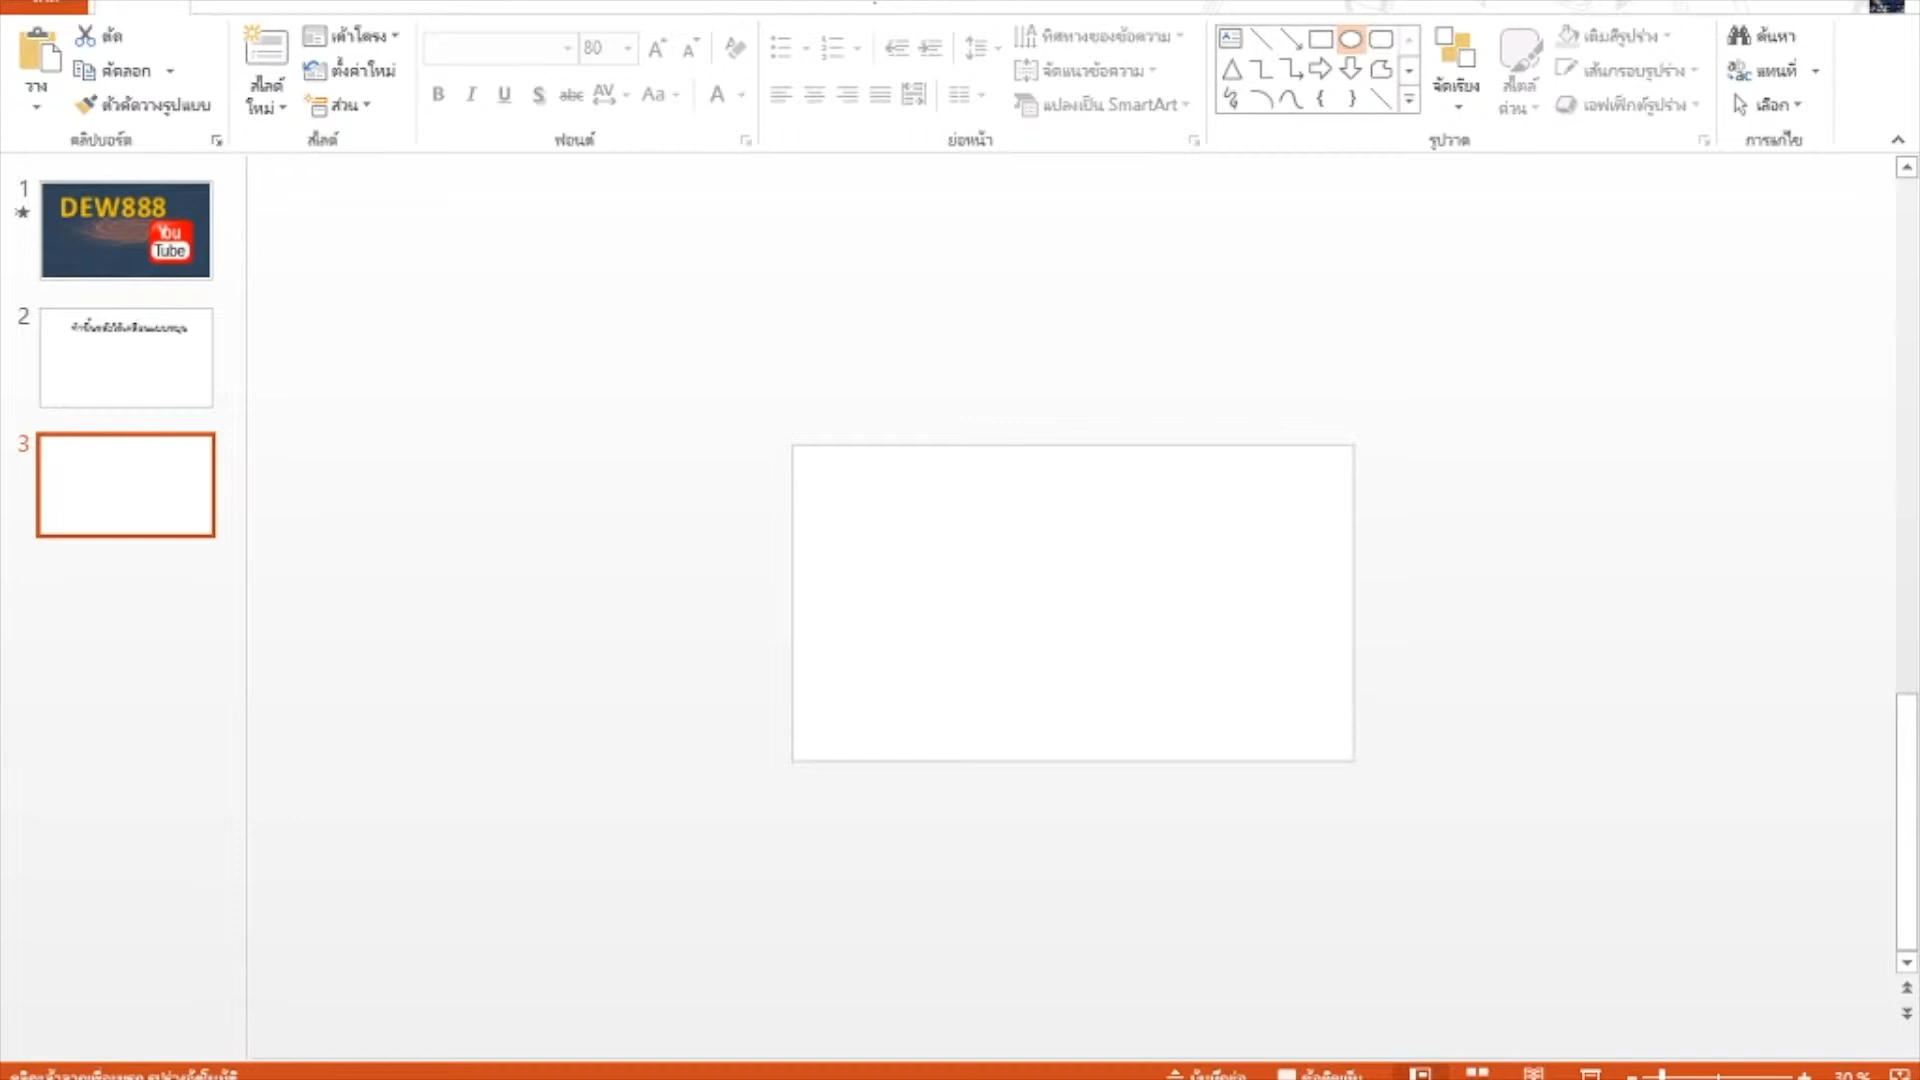 วาง
ตัด
คัดลอก
ตัวคัดวางรูปแบบ
คลิปบอร์ด
สไลด์
ใหม่
เค้าโครง
ตั้งค่าใหม่
ส่วน
สไลด์
80
B I U S abc AV Aa A
ฟอนต์
ทิศทางของข้อความ
จัดแนวข้อความ
แปลงเป็น SmartArt
ย่อหน้า
จัดเรียง
สไตล์
ด่วน
เติมสีรูปร่าง
เส้นกรอบรูปร่าง
เอฟเฟ็กต์รูปร่าง
รูปวาด
ค้นหา
แทนที่
เลือก
การแก้ไข
1
DEW888
You
Tube
2
3
30 %